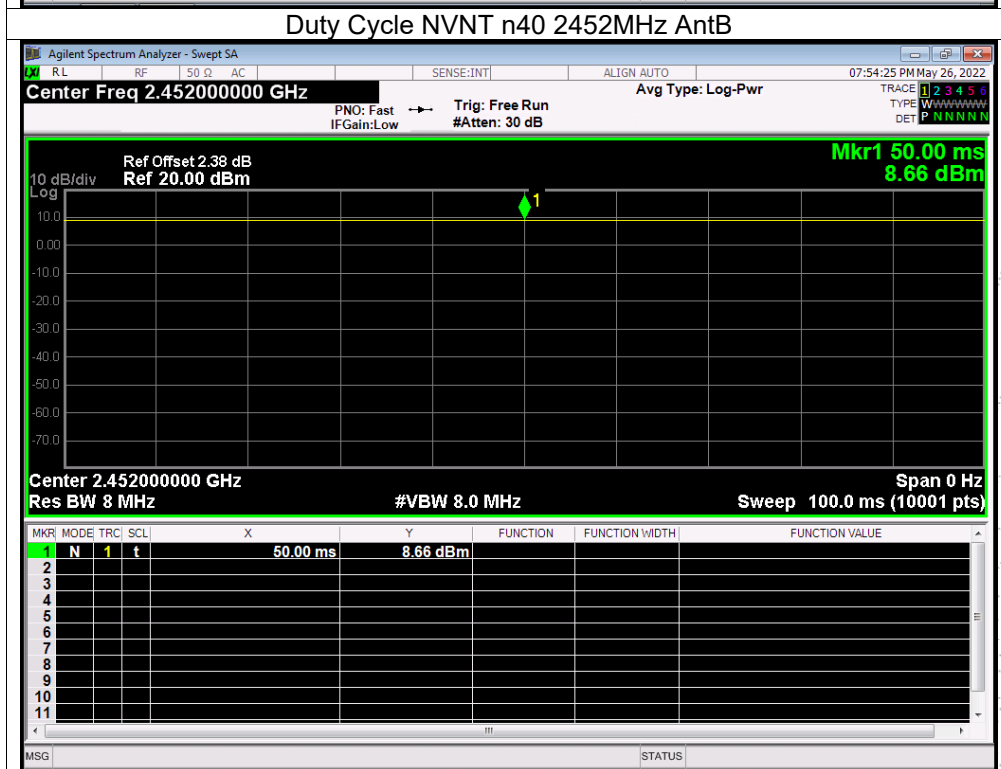 Duty Cycle NVNT n40 2452MHz AntB
Agilent Spectrum Analyzer - Swept SA
LXI RL RF 50 Ω AC SENSE:INT ALIGN AUTO 07:54:25 PM May 26, 2022
Center Freq 2.452000000 GHz
PNO: Fast
IFGain:Low
Trig: Free Run
#Atten: 30 dB
Avg Type: Log-Pwr
TRACE 1 2 3 4 5 6
TYPE WWWWWW
DET P N N N N N
Mkr1 50.00 ms
8.66 dBm
Ref Offset 2.38 dB
10 dB/div Ref 20.00 dBm
Log
1
10.0
0.00
-10.0
-20.0
-30.0
-40.0
-50.0
-60.0
-70.0
Center 2.452000000 GHz Span 0 Hz
Res BW 8 MHz #VBW 8.0 MHz Sweep 100.0 ms (10001 pts)
MKR MODE TRC SCL X Y FUNCTION FUNCTION WIDTH FUNCTION VALUE
1 N 1 t 50.00 ms 8.66 dBm
2
3
4
5
6
7
8
9
10
11
MSG STATUS